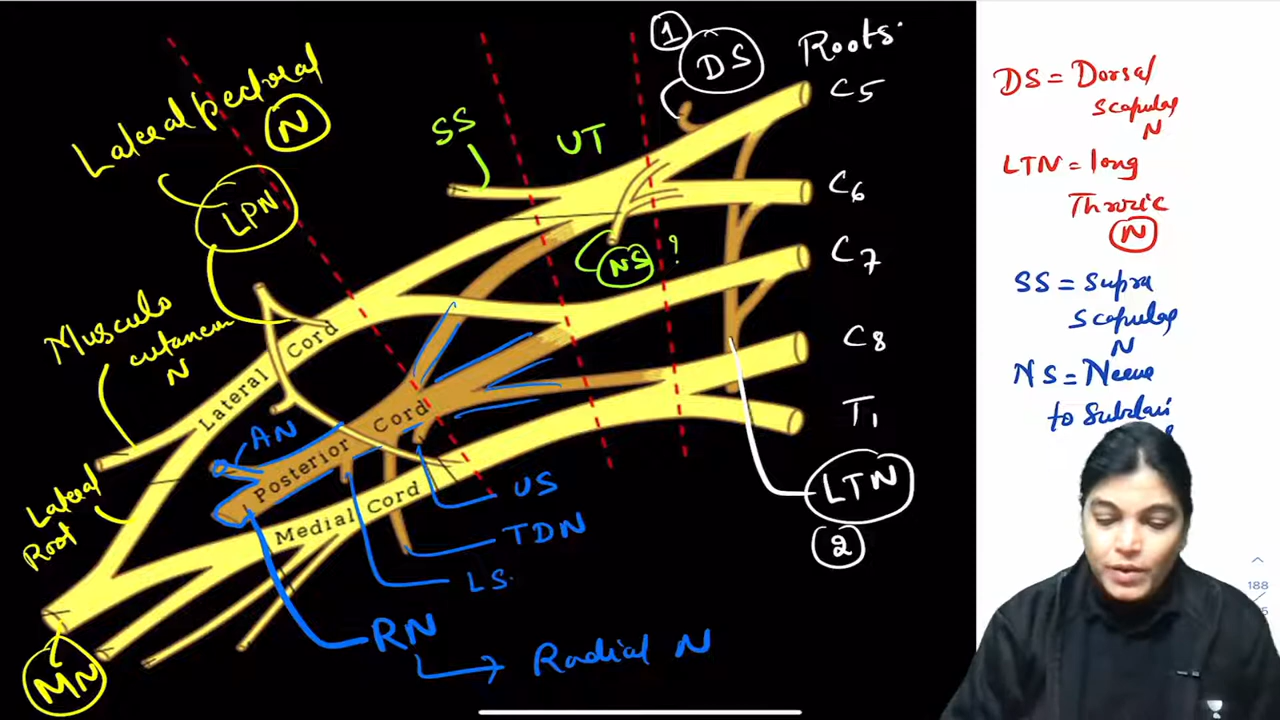 1
DS
Roots
C5
C6
C7
C8
T1
SS
UT
NS ?
Lateral pectoral
N
LPN
Musculo
cutaneous
N
Lateral Cord
Posterior Cord
Medial Cord
AN
Lateral
Root
MN
US
TDN
LS
RN
Radial N
LTN
2
DS = Dorsal
scapular
N
LTN = long
Thorozic
N
SS = Supra
scapular
N
NS = Nerve
to Subclavi
188